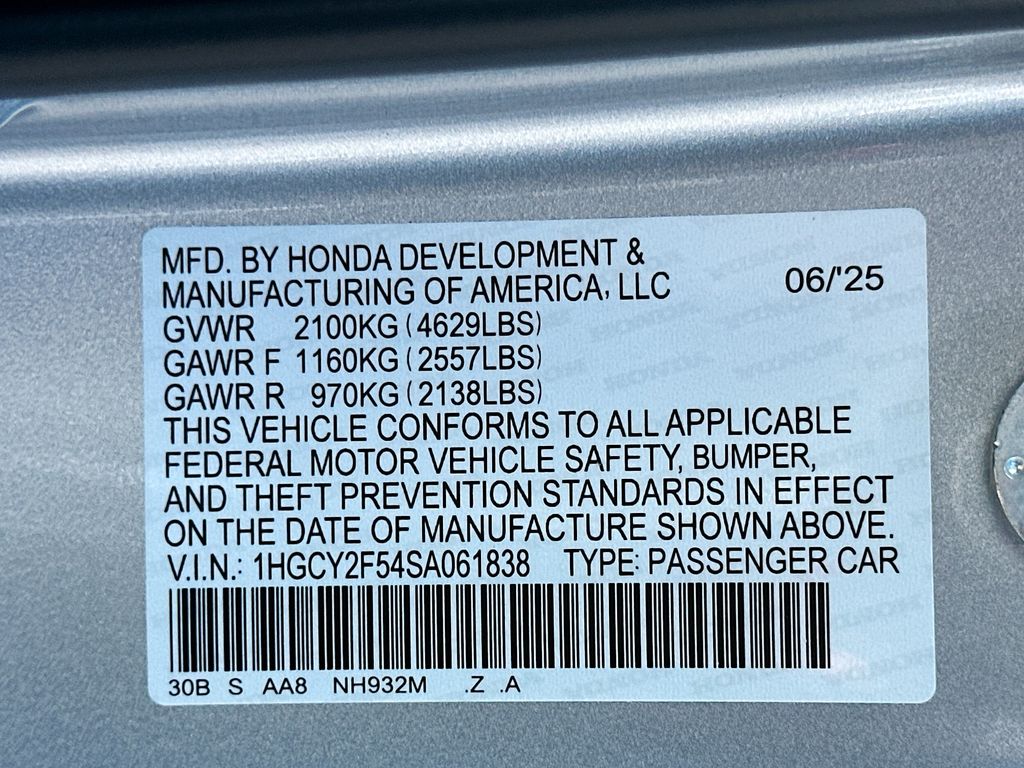 MFD. BY HONDA DEVELOPMENT &
MANUFACTURING OF AMERICA, LLC 06/'25
GVWR 2100KG (4629LBS)
GAWR F 1160KG (2557LBS)
GAWR R 970KG (2138LBS)
THIS VEHICLE CONFORMS TO ALL APPLICABLE
FEDERAL MOTOR VEHICLE SAFETY, BUMPER,
AND THEFT PREVENTION STANDARDS IN EFFECT
ON THE DATE OF MANUFACTURE SHOWN ABOVE.
V.I.N.: 1HGCY2F54SA061838 TYPE: PASSENGER CAR
30B S AA8 NH932M .Z .A